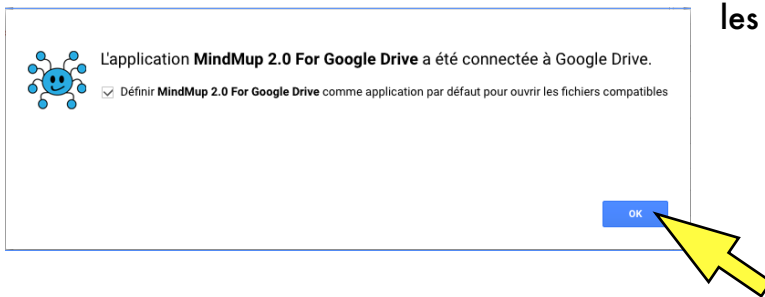 les
L'application MindMup 2.0 For Google Drive a été connectée à Google Drive.
Définir MindMup 2.0 For Google Drive comme application par défaut pour ouvrir les fichiers compatibles
OK